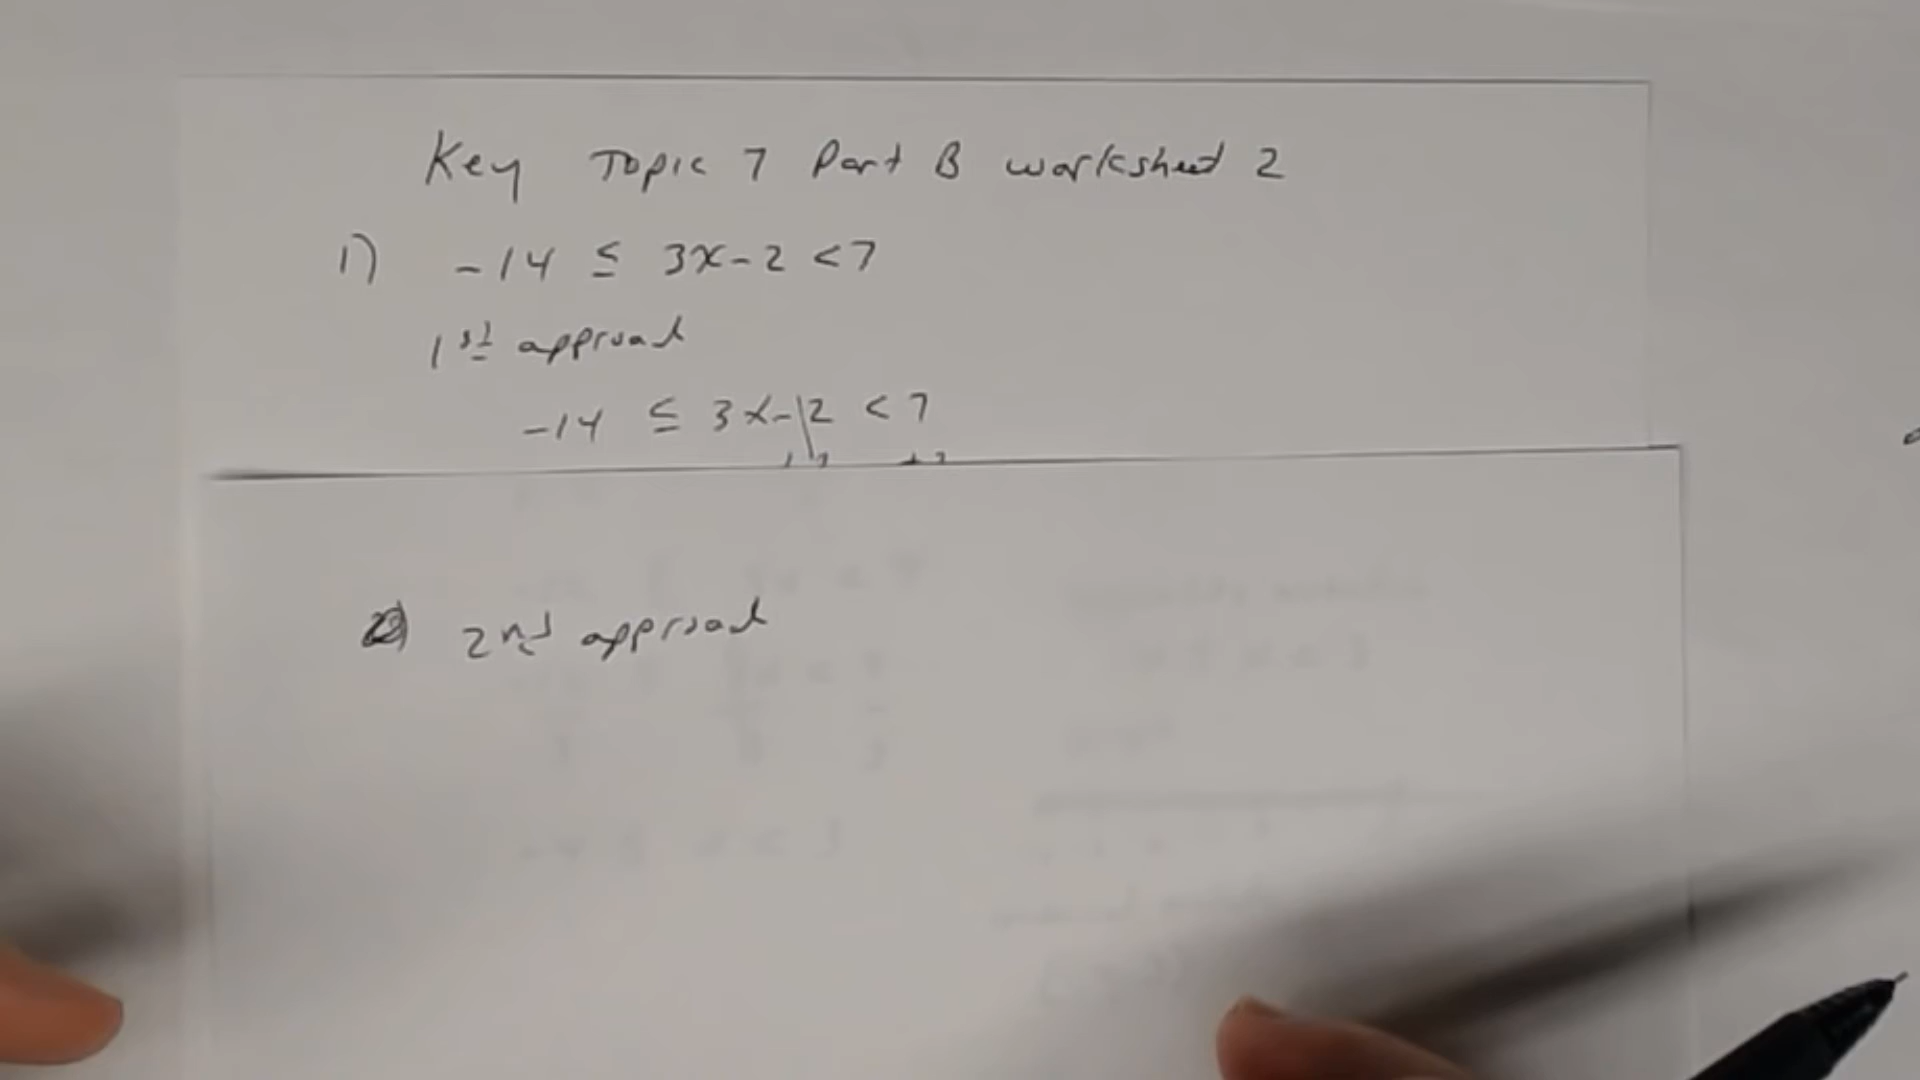 Key Topic 7 Part B worksheet 2
1) -14 ≤ 3x-2 <7
1st approach
-14 ≤ 3x-2 < 7
2nd approach